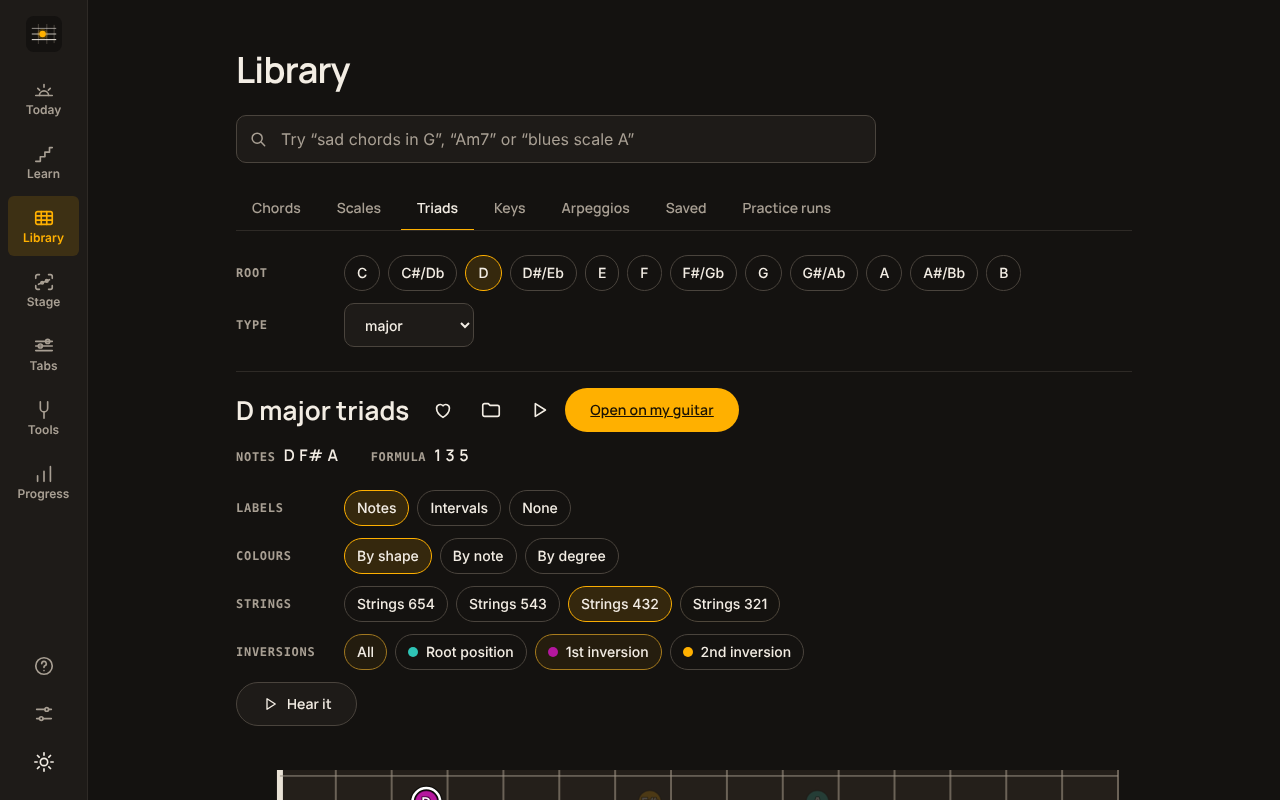 Today
Learn
Library
Stage
Tabs
Tools
Progress
Library
Try “sad chords in G”, “Am7” or “blues scale A”
Chords Scales Triads Keys Arpeggios Saved Practice runs
ROOT C C#/Db D D#/Eb E F F#/Gb G G#/Ab A A#/Bb B
TYPE major
D major triads Open on my guitar
NOTES D F# A FORMULA 1 3 5
LABELS Notes Intervals None
COLOURS By shape By note By degree
STRINGS Strings 654 Strings 543 Strings 432 Strings 321
INVERSIONS All Root position 1st inversion 2nd inversion
Hear it